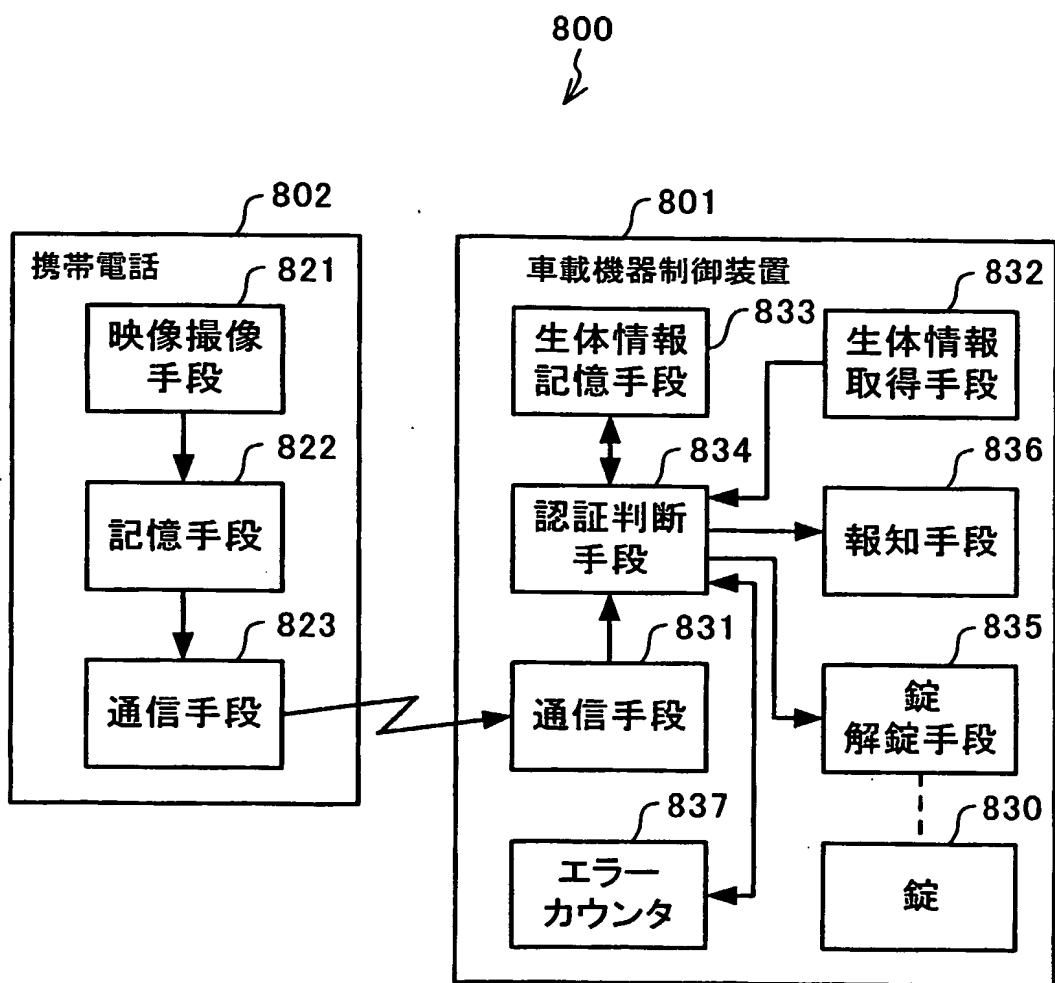 800
802
携帯電話
821
映像撮像
手段
822
記憶手段
823
通信手段
801
車載機器制御装置
833
生体情報
記憶手段
832
生体情報
取得手段
834
認証判断
手段
836
報知手段
831
通信手段
835
錠
解錠手段
837
エラー
カウンタ
830
錠